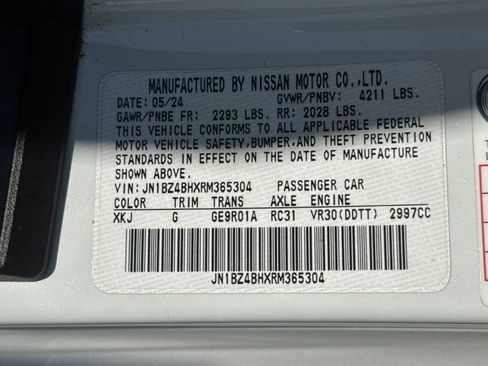 MANUFACTURED BY NISSAN MOTOR CO.,LTD.
DATE: 05/24 GVWR/PNBV: 4211 LBS.
GAWR/PNBE FR: 2293 LBS. RR: 2028 LBS.
THIS VEHICLE CONFORMS TO ALL APPLICABLE FEDERAL
MOTOR VEHICLE SAFETY,BUMPER,AND THEFT PREVENTION
STANDARDS IN EFFECT ON THE DATE OF MANUFACTURE
SHOWN ABOVE.
VIN: JN1BZ4BHXRM365304 PASSENGER CAR
COLOR TRIM TRANS AXLE ENGINE
XKJ G GE9R01A RC31 VR30(DDTT) 2997CC
JN1BZ4BHXRM365304